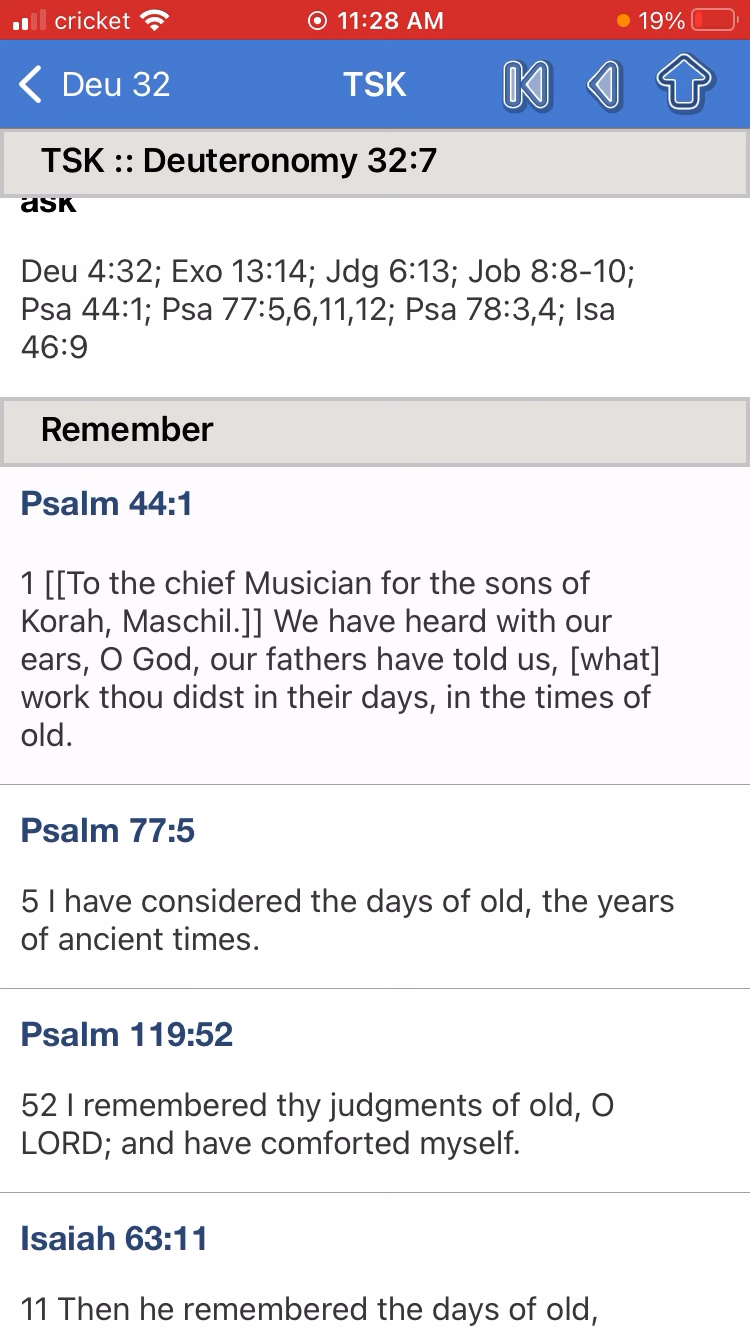 cricket 11:28 AM 19%
Deu 32 TSK
TSK :: Deuteronomy 32:7
ask
Deu 4:32; Exo 13:14; Jdg 6:13; Job 8:8-10;
Psa 44:1; Psa 77:5,6,11,12; Psa 78:3,4; Isa
46:9
Remember
Psalm 44:1
1 [[To the chief Musician for the sons of
Korah, Maschil.]] We have heard with our
ears, O God, our fathers have told us, [what]
work thou didst in their days, in the times of
old.
Psalm 77:5
5 I have considered the days of old, the years
of ancient times.
Psalm 119:52
52 I remembered thy judgments of old, O
LORD; and have comforted myself.
Isaiah 63:11
11 Then he remembered the days of old,